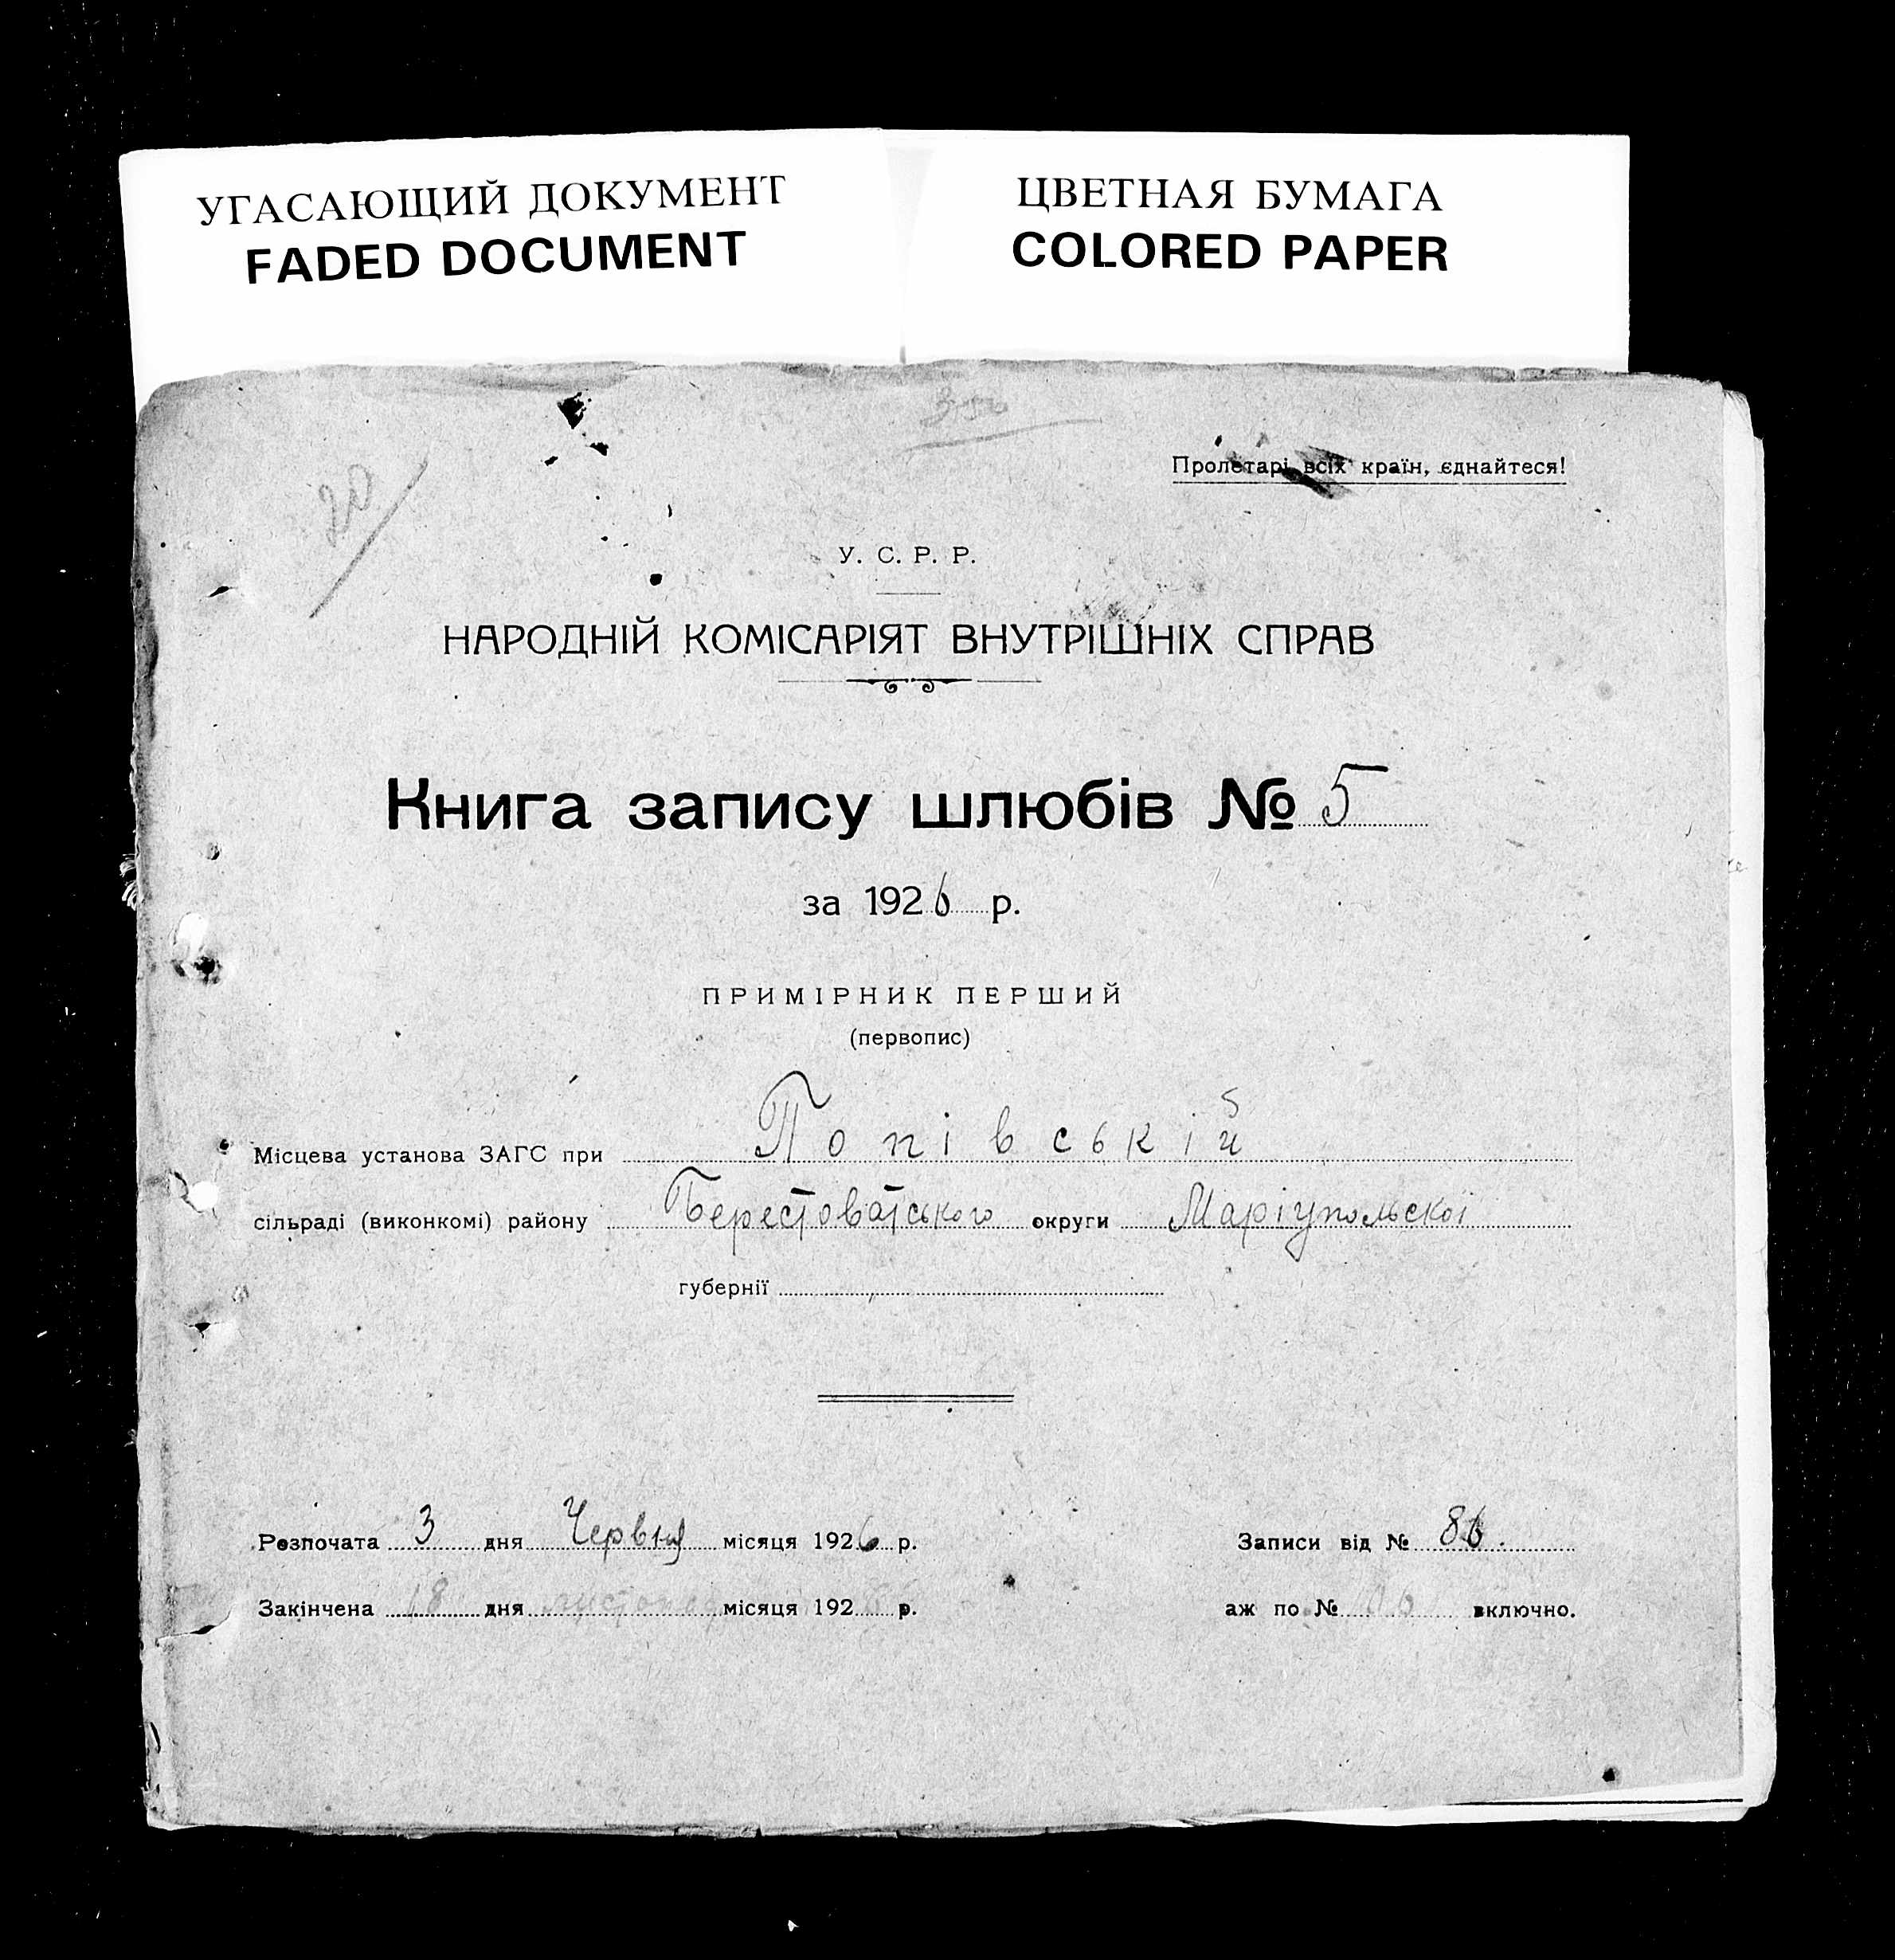 УГАСАЮЩИЙ ДОКУМЕНТ
FADED DOCUMENT
ЦВЕТНАЯ БУМАГА
COLORED PAPER
20
Пролетарі всіх країн, єднайтеся!
У. С. Р. Р.
НАРОДНІЙ КОМІСАРІЯТ ВНУТРІШНІХ СПРАВ
Книга запису шлюбів № 5
за 1926 р.
ПРИМІРНИК ПЕРШИЙ
(первопис)
Місцева установа ЗАГС при Попівській
сільраді (виконкомі) району Берестоватського округи Маріупольскої
губернії
Розпочата 3 дня Червня місяця 1926 р.
Записи від № 86.
Закінчена 18 дня листопад місяця 192 р.
аж по № включно.